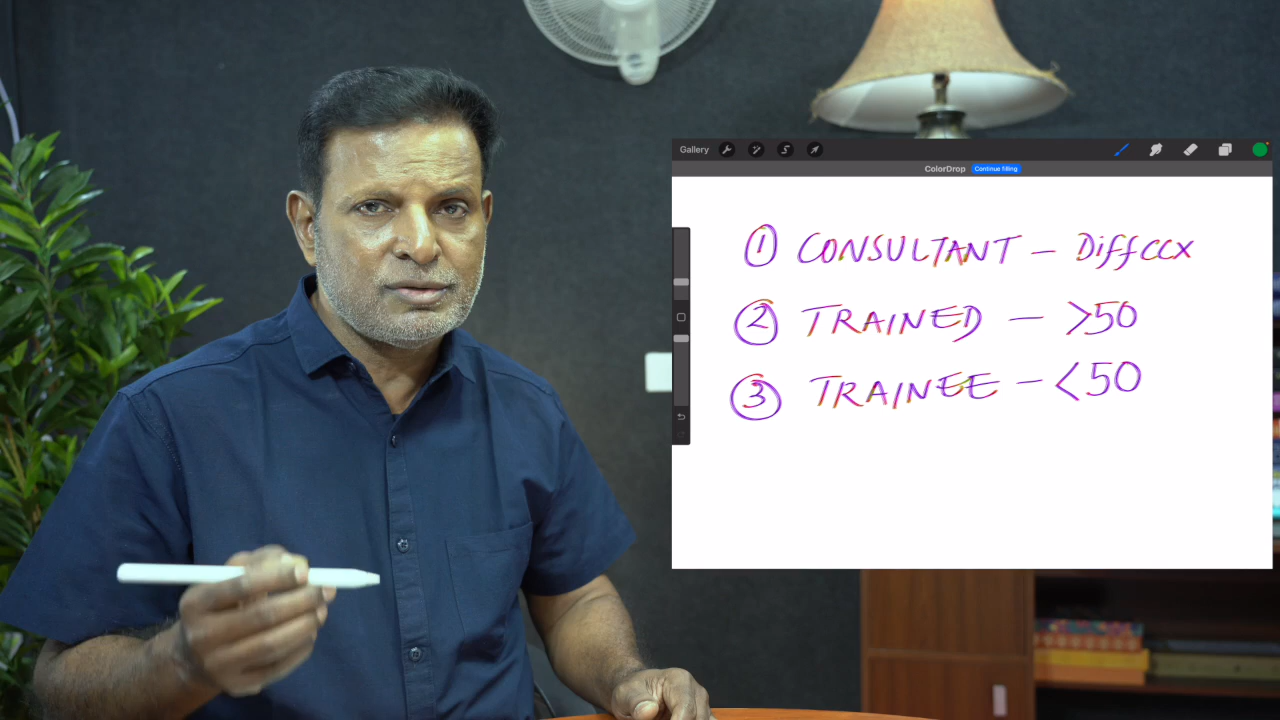 Gallery
ColorDrop Continue filling
① CONSULTANT – Diffccx
② TRAINED – >50
③ TRAINEE – <50